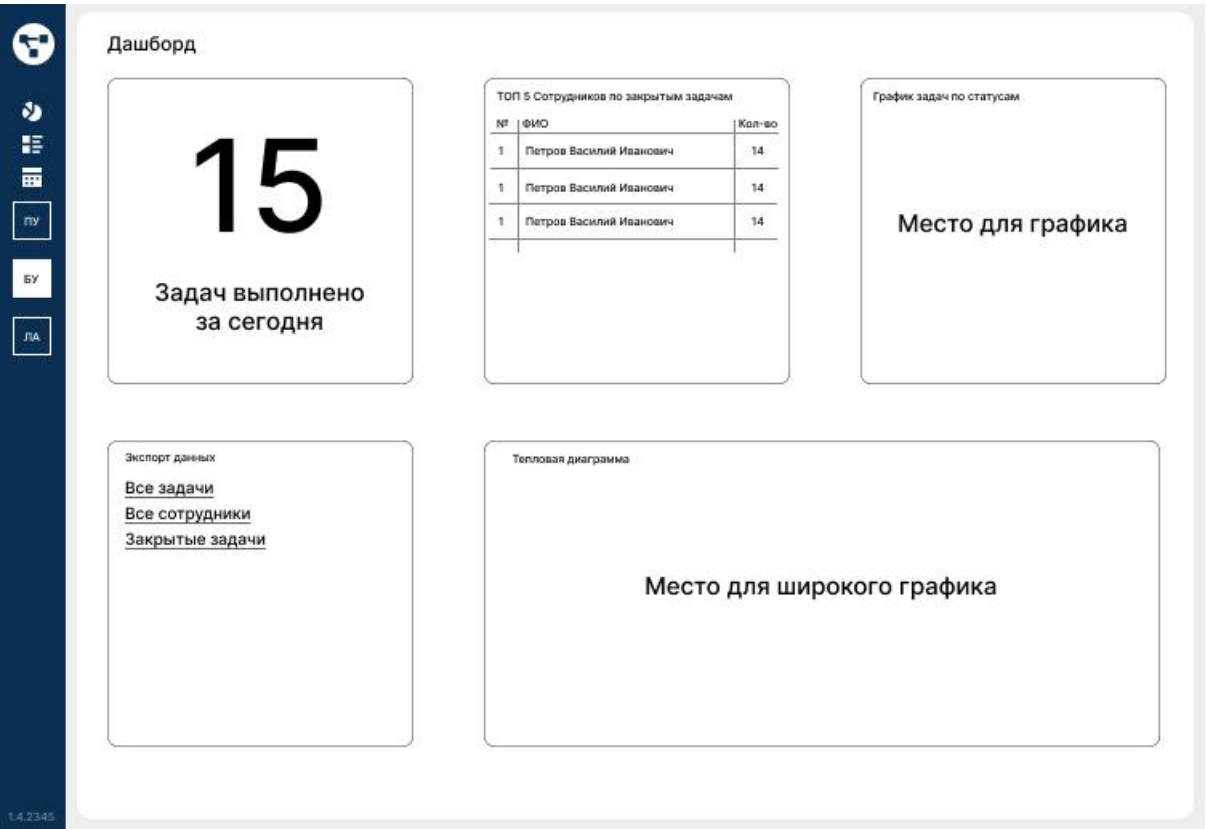 Дашборд
15
Задач выполнено
за сегодня
ТОП 5 Сотрудников по закрытым задачам
№ ФИО Кол-во
1 Петров Василий Иванович 14
1 Петров Василий Иванович 14
1 Петров Василий Иванович 14
График задач по статусам
Место для графика
ПУ
БУ
ЛА
Экспорт данных
Все задачи
Все сотрудники
Закрытые задачи
Тепловая диаграмма
Место для широкого графика
1.4.2345